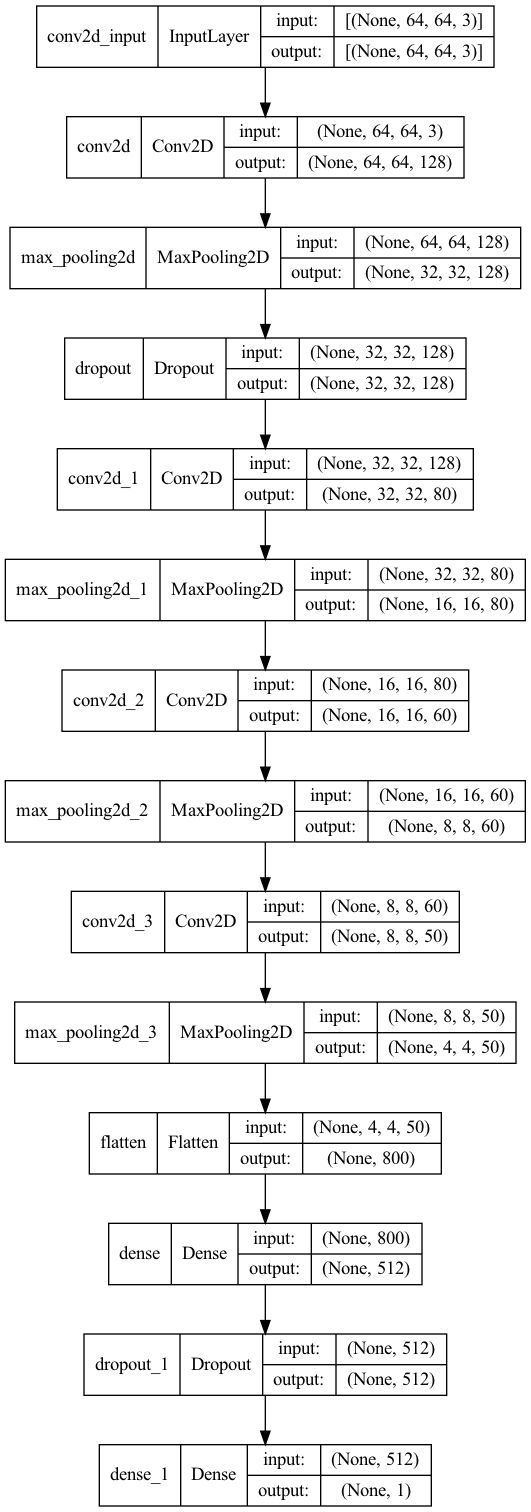 conv2d_input InputLayer input: [(None, 64, 64, 3)]
output: [(None, 64, 64, 3)]
conv2d Conv2D input: (None, 64, 64, 3)
output: (None, 64, 64, 128)
max_pooling2d MaxPooling2D input: (None, 64, 64, 128)
output: (None, 32, 32, 128)
dropout Dropout input: (None, 32, 32, 128)
output: (None, 32, 32, 128)
conv2d_1 Conv2D input: (None, 32, 32, 128)
output: (None, 32, 32, 80)
max_pooling2d_1 MaxPooling2D input: (None, 32, 32, 80)
output: (None, 16, 16, 80)
conv2d_2 Conv2D input: (None, 16, 16, 80)
output: (None, 16, 16, 60)
max_pooling2d_2 MaxPooling2D input: (None, 16, 16, 60)
output: (None, 8, 8, 60)
conv2d_3 Conv2D input: (None, 8, 8, 60)
output: (None, 8, 8, 50)
max_pooling2d_3 MaxPooling2D input: (None, 8, 8, 50)
output: (None, 4, 4, 50)
flatten Flatten input: (None, 4, 4, 50)
output: (None, 800)
dense Dense input: (None, 800)
output: (None, 512)
dropout_1 Dropout input: (None, 512)
output: (None, 512)
dense_1 Dense input: (None, 512)
output: (None, 1)